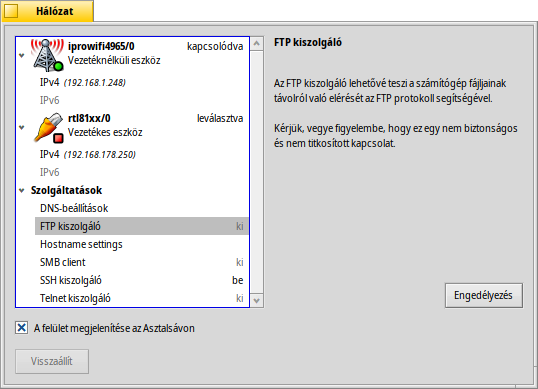 Hálózat
iprowifi4965/0 kapcsolódva
Vezetéknélküli eszköz
IPv4 (192.168.1.248)
IPv6
rtl81xx/0 leválasztva
Vezetékes eszköz
IPv4 (192.168.178.250)
IPv6
Szolgáltatások
DNS-beállítások
FTP kiszolgáló ki
Hostname settings
SMB client ki
SSH kiszolgáló be
Telnet kiszolgáló ki
FTP kiszolgáló
Az FTP kiszolgáló lehetővé teszi a számítógép fájljainak
távolról való elérését az FTP protokoll segítségével.
Kérjük, vegye figyelembe, hogy ez egy nem biztonságos
és nem titkosított kapcsolat.
Engedélyezés
A felület megjelenítése az Asztalsávon
Visszaállít